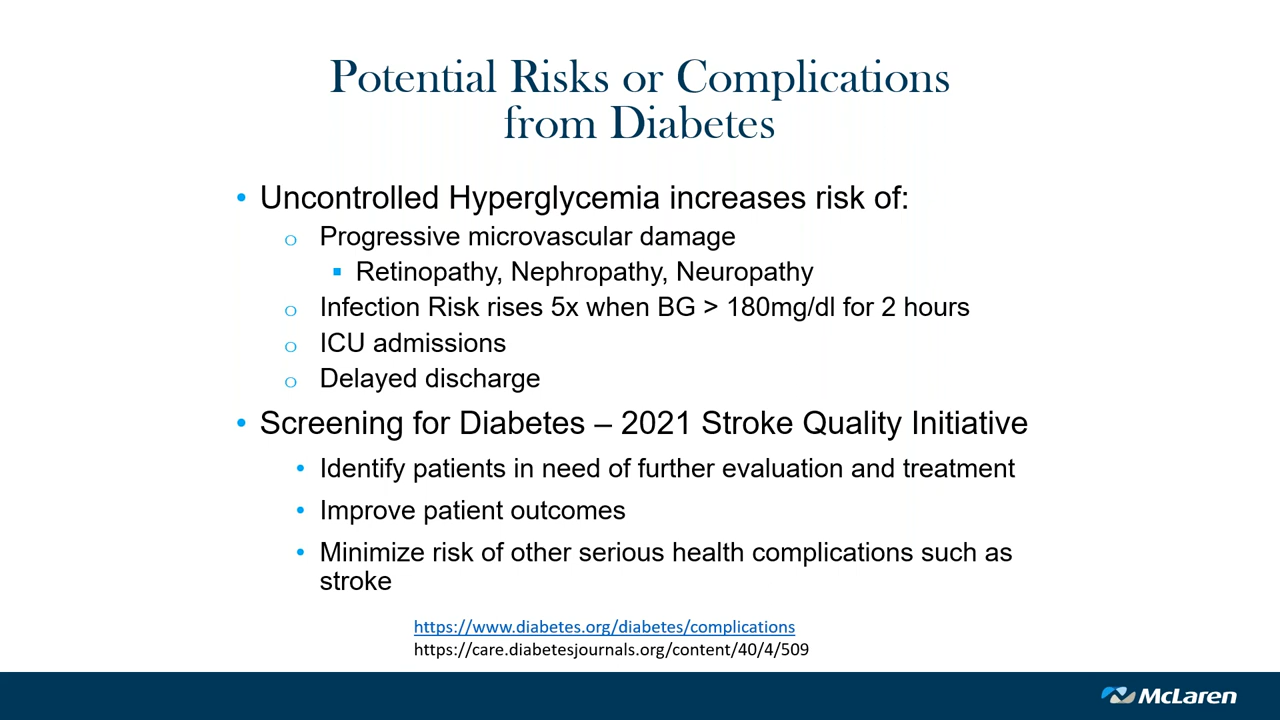 Potential Risks or Complications
from Diabetes
• Uncontrolled Hyperglycemia increases risk of:
o Progressive microvascular damage
▪ Retinopathy, Nephropathy, Neuropathy
o Infection Risk rises 5x when BG > 180mg/dl for 2 hours
o ICU admissions
o Delayed discharge
• Screening for Diabetes – 2021 Stroke Quality Initiative
• Identify patients in need of further evaluation and treatment
• Improve patient outcomes
• Minimize risk of other serious health complications such as
stroke
https://www.diabetes.org/diabetes/complications
https://care.diabetesjournals.org/content/40/4/509
McLaren